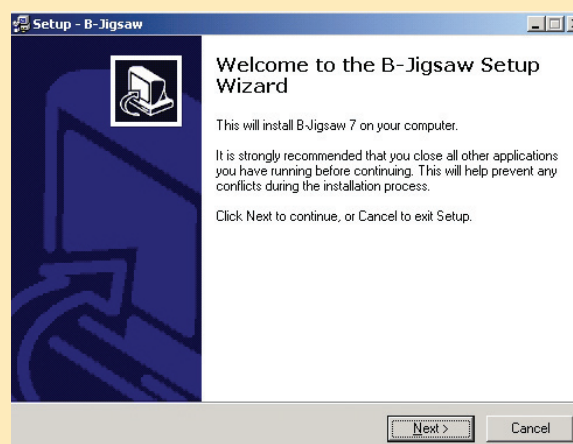 Setup - B-Jigsaw
Welcome to the B-Jigsaw Setup
Wizard
This will install B-Jigsaw 7 on your computer.
It is strongly recommended that you close all other applications
you have running before continuing. This will help prevent any
conflicts during the installation process.
Click Next to continue, or Cancel to exit Setup.
Next >
Cancel